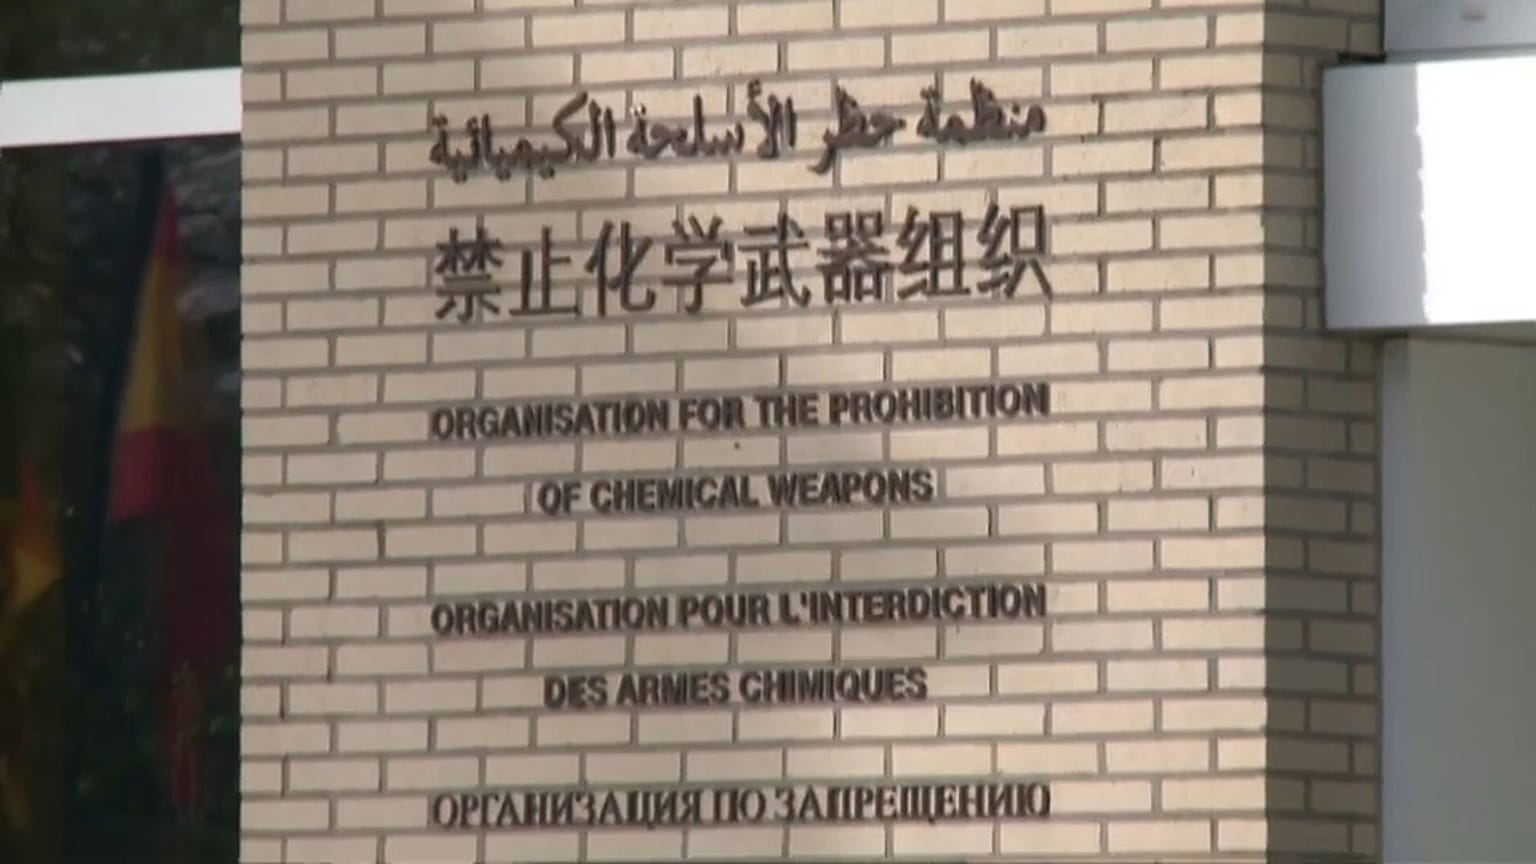 منظمة حظر الأسلحة الكيميائية
禁止化学武器组织
ORGANISATION FOR THE PROHIBITION
OF CHEMICAL WEAPONS
ORGANISATION POUR L'INTERDICTION
DES ARMES CHIMIQUES
ОРГАНИЗАЦИЯ ПО ЗАПРЕЩЕНИЮ